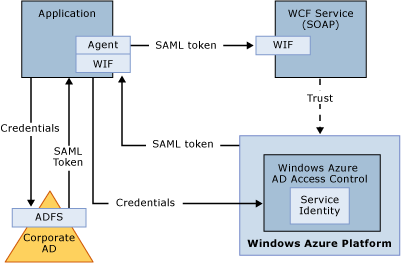 Application
Agent
WIF
SAML token
WCF Service
(SOAP)
WIF
Trust
Credentials
SAML
Token
SAML token
Credentials
ADFS
Corporate
AD
Windows Azure
AD Access Control
Service
Identity
Windows Azure Platform